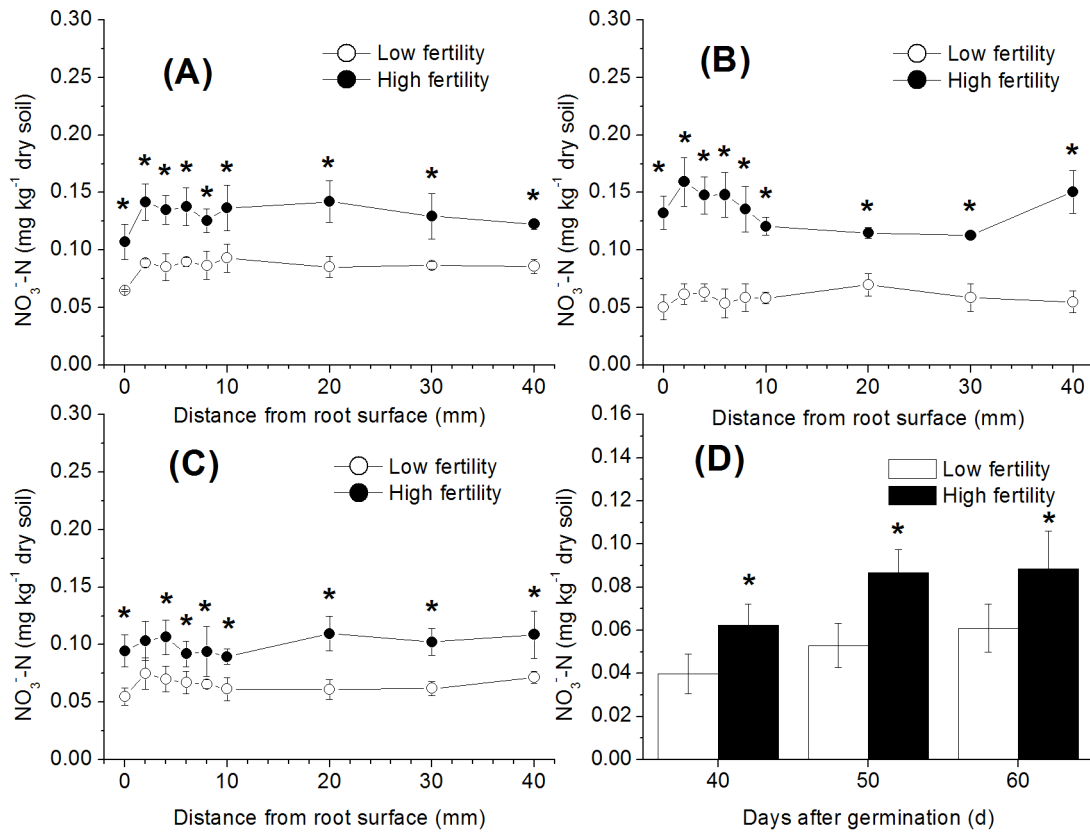 0.30
0.25
0.20
0.15
0.10
0.05
0.00
NO₃⁻-N (mg kg⁻¹ dry soil)
(A)
Low fertility
High fertility
* * * * * * * * *
0 10 20 30 40
Distance from root surface (mm)
0.30
0.25
0.20
0.15
0.10
0.05
0.00
NO₃⁻-N (mg kg⁻¹ dry soil)
(B)
Low fertility
High fertility
* * * * * * * * *
0 10 20 30 40
Distance from root surface (mm)
0.30
0.25
0.20
0.15
0.10
0.05
0.00
NO₃⁻-N (mg kg⁻¹ dry soil)
(C)
Low fertility
High fertility
* * * * * * * *
0 10 20 30 40
Distance from root surface (mm)
0.16
0.14
0.12
0.10
0.08
0.06
0.04
0.02
0.00
NO₃⁻-N (mg kg⁻¹ dry soil)
(D)
Low fertility
High fertility
* * *
40 50 60
Days after germination (d)